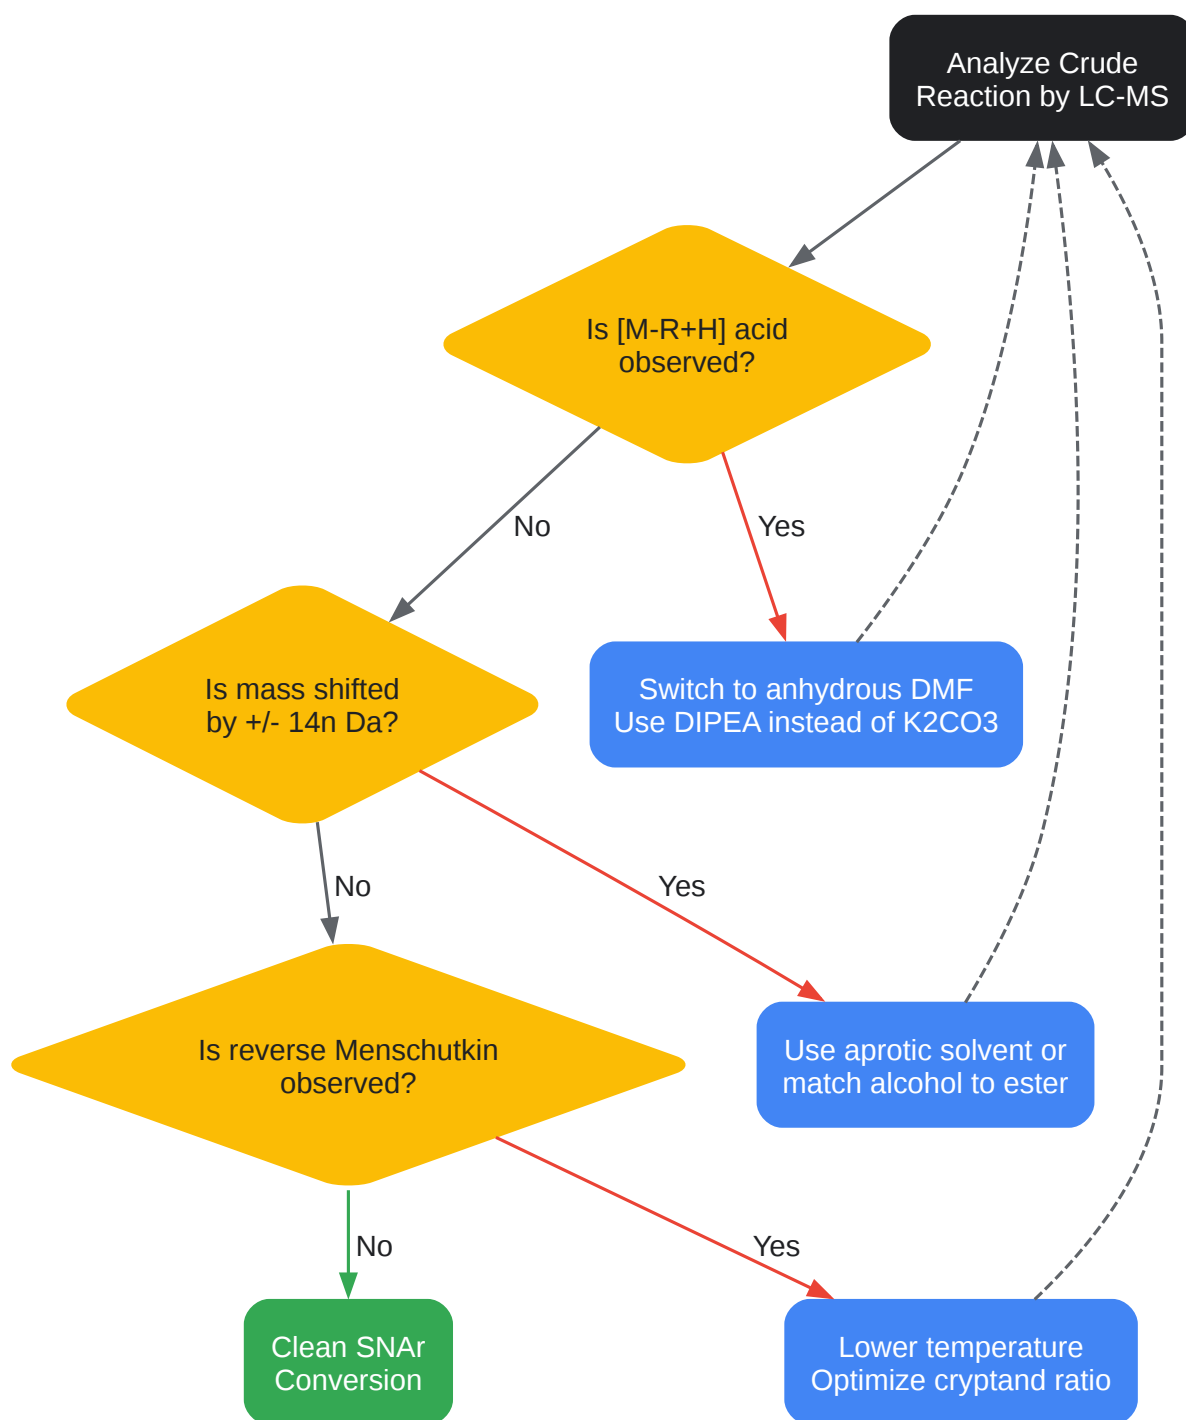 Analyze Crude
Reaction by LC-MS
Is [M-R+H] acid
observed?
No
Yes
Is mass shifted
by +/- 14n Da?
Switch to anhydrous DMF
Use DIPEA instead of K2CO3
No
Yes
Is reverse Menschutkin
observed?
Use aprotic solvent or
match alcohol to ester
No
Yes
Clean SNAr
Conversion
Lower temperature
Optimize cryptand ratio